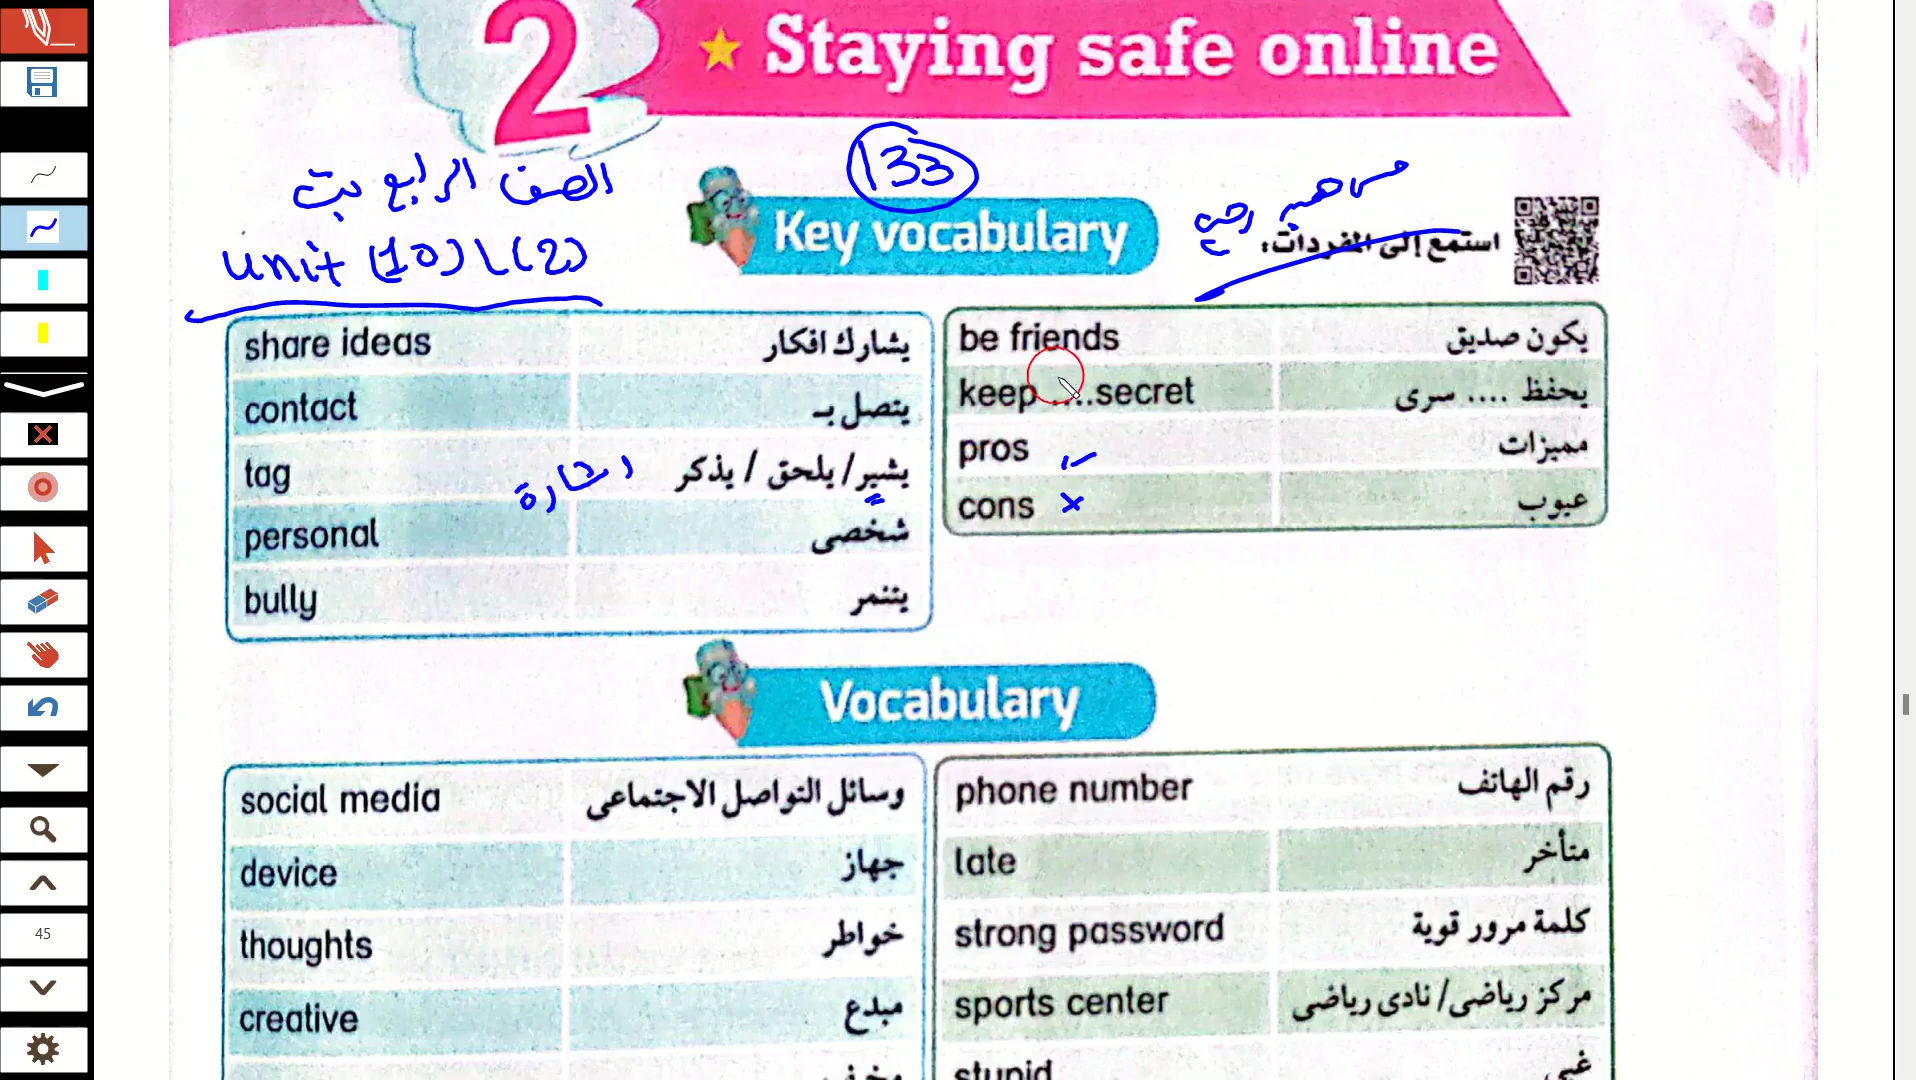 2
Staying safe online
133
الصف الرابع بت
unit (10) L(2)
Key vocabulary
استمع إلى المفردات:
share ideas يشارك افكار
contact يتصل بـ
tag يشير/ يلحق / يذكر
اشارة
personal شخصى
bully يتنمر
be friends يكون صديق
keep ....secret يحفظ .... سرى
pros مميزات
cons عيوب
Vocabulary
social media وسائل التواصل الاجتماعى
device جهاز
thoughts خواطر
creative مبدع
phone number رقم الهاتف
late متأخر
strong password كلمة مرور قوية
sports center مركز رياضى/ نادى رياضى
stupid غبى
45